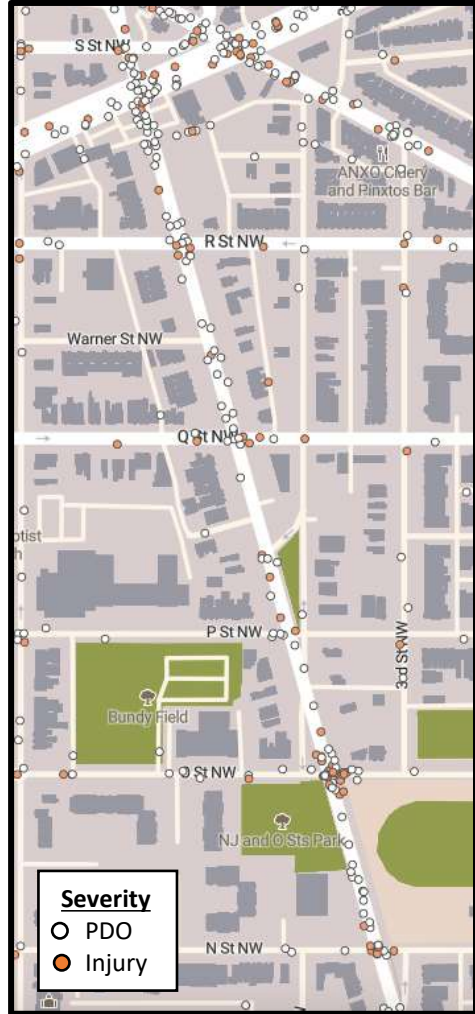 S St NW
ANXO Cidery
and Pinxtos Bar
R St NW
Warner St NW
Q St NW
ptist
h
P St NW
3rd St NW
Bundy Field
O St NW
NJ and O Sts Park
Severity
PDO
Injury
N St NW